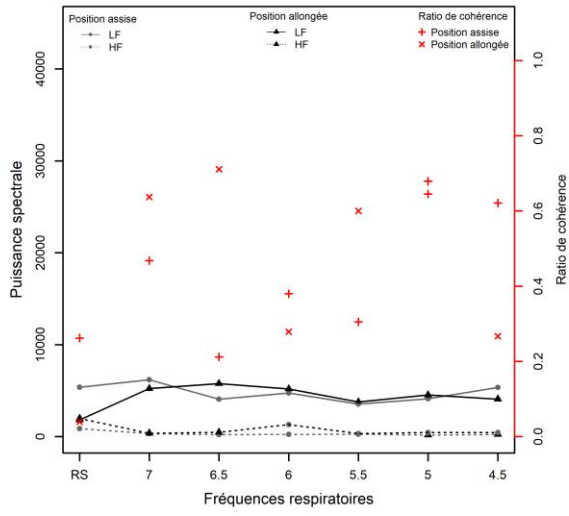 Position assise
LF
HF
Position allongée
LF
HF
Ratio de cohérence
Position assise
Position allongée
Puissance spectrale
40000
30000
20000
10000
0
Ratio de cohérence
1.0
0.8
0.6
0.4
0.2
0.0
RS 7 6.5 6 5.5 5 4.5
Fréquences respiratoires